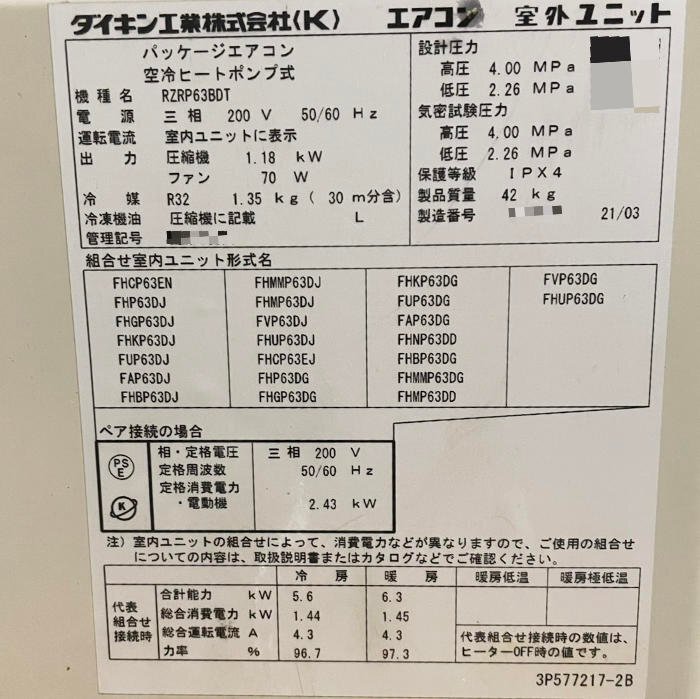 ダイキン工業株式会社(K) エアコン 室外ユニット
パッケージエアコン
空冷ヒートポンプ式
機種名 RZRP63BDT
電源 三相 200 V 50/60 Hz
運転電流 室内ユニットに表示
出力 圧縮機 1.18 kW
ファン 70 W
冷媒 R32 1.35 kg ( 30 m分含)
冷凍機油 圧縮機に記載 L
管理記号
設計圧力
高圧 4.00 MPa
低圧 2.26 MPa
気密試験圧力
高圧 4.00 MPa
低圧 2.26 MPa
保護等級 IPX4
製品質量 42 kg
製造番号 21/03
組合せ室内ユニット形式名
FHCP63EN FHMMP63DJ FHKP63DG FVP63DG
FHP63DJ FHMP63DJ FUP63DG FHUP63DG
FHGP63DJ FVP63DJ FAP63DG
FHKP63DJ FHUP63DJ FHNP63DD
FUP63DJ FHCP63EJ FHBP63DG
FAP63DJ FHP63DG FHMMP63DG
FHBP63DJ FHGP63DG FHMP63DD
ペア接続の場合
PS
E
K
相・定格電圧 三相 200 V
定格周波数 50/60 Hz
定格消費電力
・電動機 2.43 kW
注) 室内ユニットの組合せによって、消費電力などが異なりますので、ご使用の組合せ
についての内容は、取扱説明書またはカタログなどでご確認ください。
冷房 暖房 暖房低温 暖房極低温
代表
組合せ
接続時
合計能力 kW 5.6 6.3
総合消費電力 kW 1.44 1.45
総合運転電流 A 4.3 4.3
力率 % 96.7 97.3
代表組合せ接続時の数値は、
ヒーターOFF時の値です。
3P577217-2B